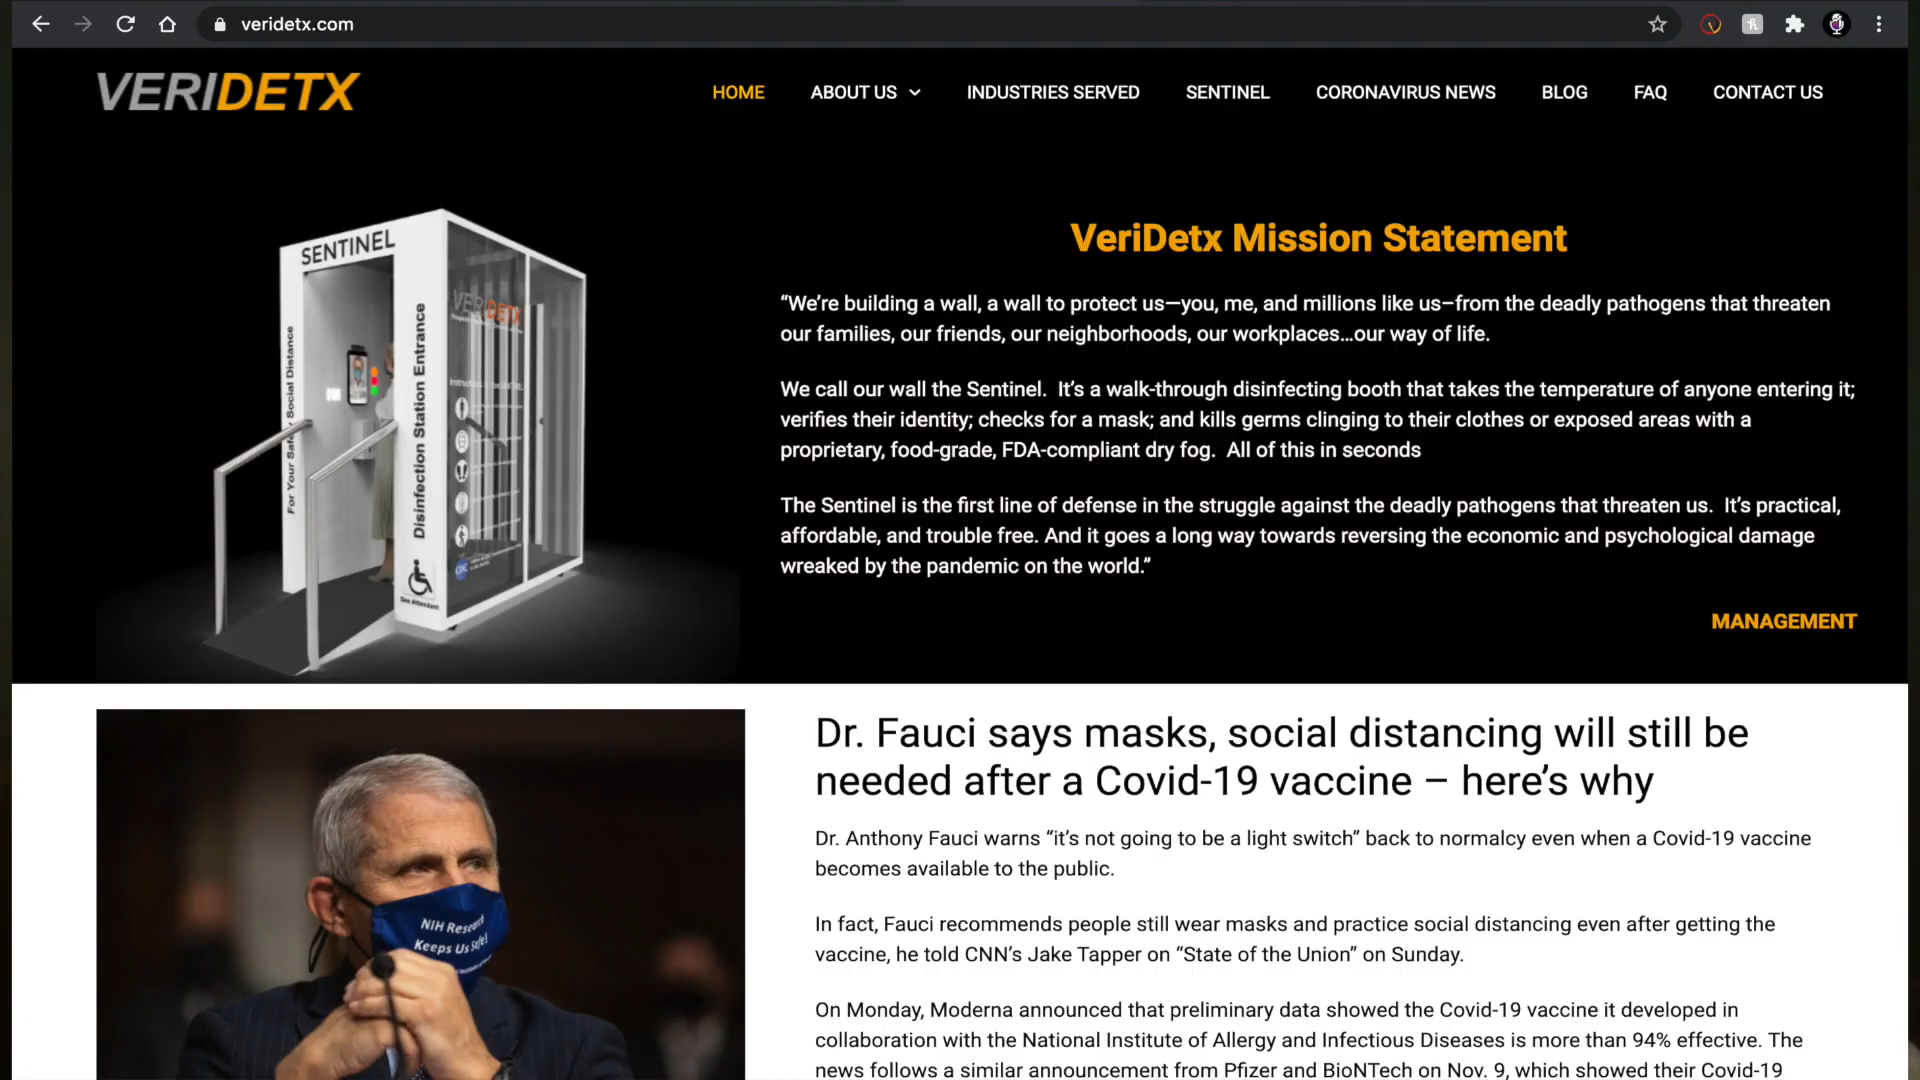 veridetx.com
VERIDETX
HOME
ABOUT US
INDUSTRIES SERVED
SENTINEL
CORONAVIRUS NEWS
BLOG
FAQ
CONTACT US
SENTINEL
For Your Safety Social Distance
Disinfection Station Entrance
VERIDETX
See Attendant
VeriDetx Mission Statement
“We’re building a wall, a wall to protect us—you, me, and millions like us–from the deadly pathogens that threaten
our families, our friends, our neighborhoods, our workplaces…our way of life.
We call our wall the Sentinel. It’s a walk-through disinfecting booth that takes the temperature of anyone entering it;
verifies their identity; checks for a mask; and kills germs clinging to their clothes or exposed areas with a
proprietary, food-grade, FDA-compliant dry fog. All of this in seconds
The Sentinel is the first line of defense in the struggle against the deadly pathogens that threaten us. It’s practical,
affordable, and trouble free. And it goes a long way towards reversing the economic and psychological damage
wreaked by the pandemic on the world.”
MANAGEMENT
NIH Research
Keeps Us Safe!
Dr. Fauci says masks, social distancing will still be
needed after a Covid-19 vaccine – here’s why
Dr. Anthony Fauci warns “it’s not going to be a light switch” back to normalcy even when a Covid-19 vaccine
becomes available to the public.
In fact, Fauci recommends people still wear masks and practice social distancing even after getting the
vaccine, he told CNN’s Jake Tapper on “State of the Union” on Sunday.
On Monday, Moderna announced that preliminary data showed the Covid-19 vaccine it developed in
collaboration with the National Institute of Allergy and Infectious Diseases is more than 94% effective. The
news follows a similar announcement from Pfizer and BioNTech on Nov. 9, which showed their Covid-19